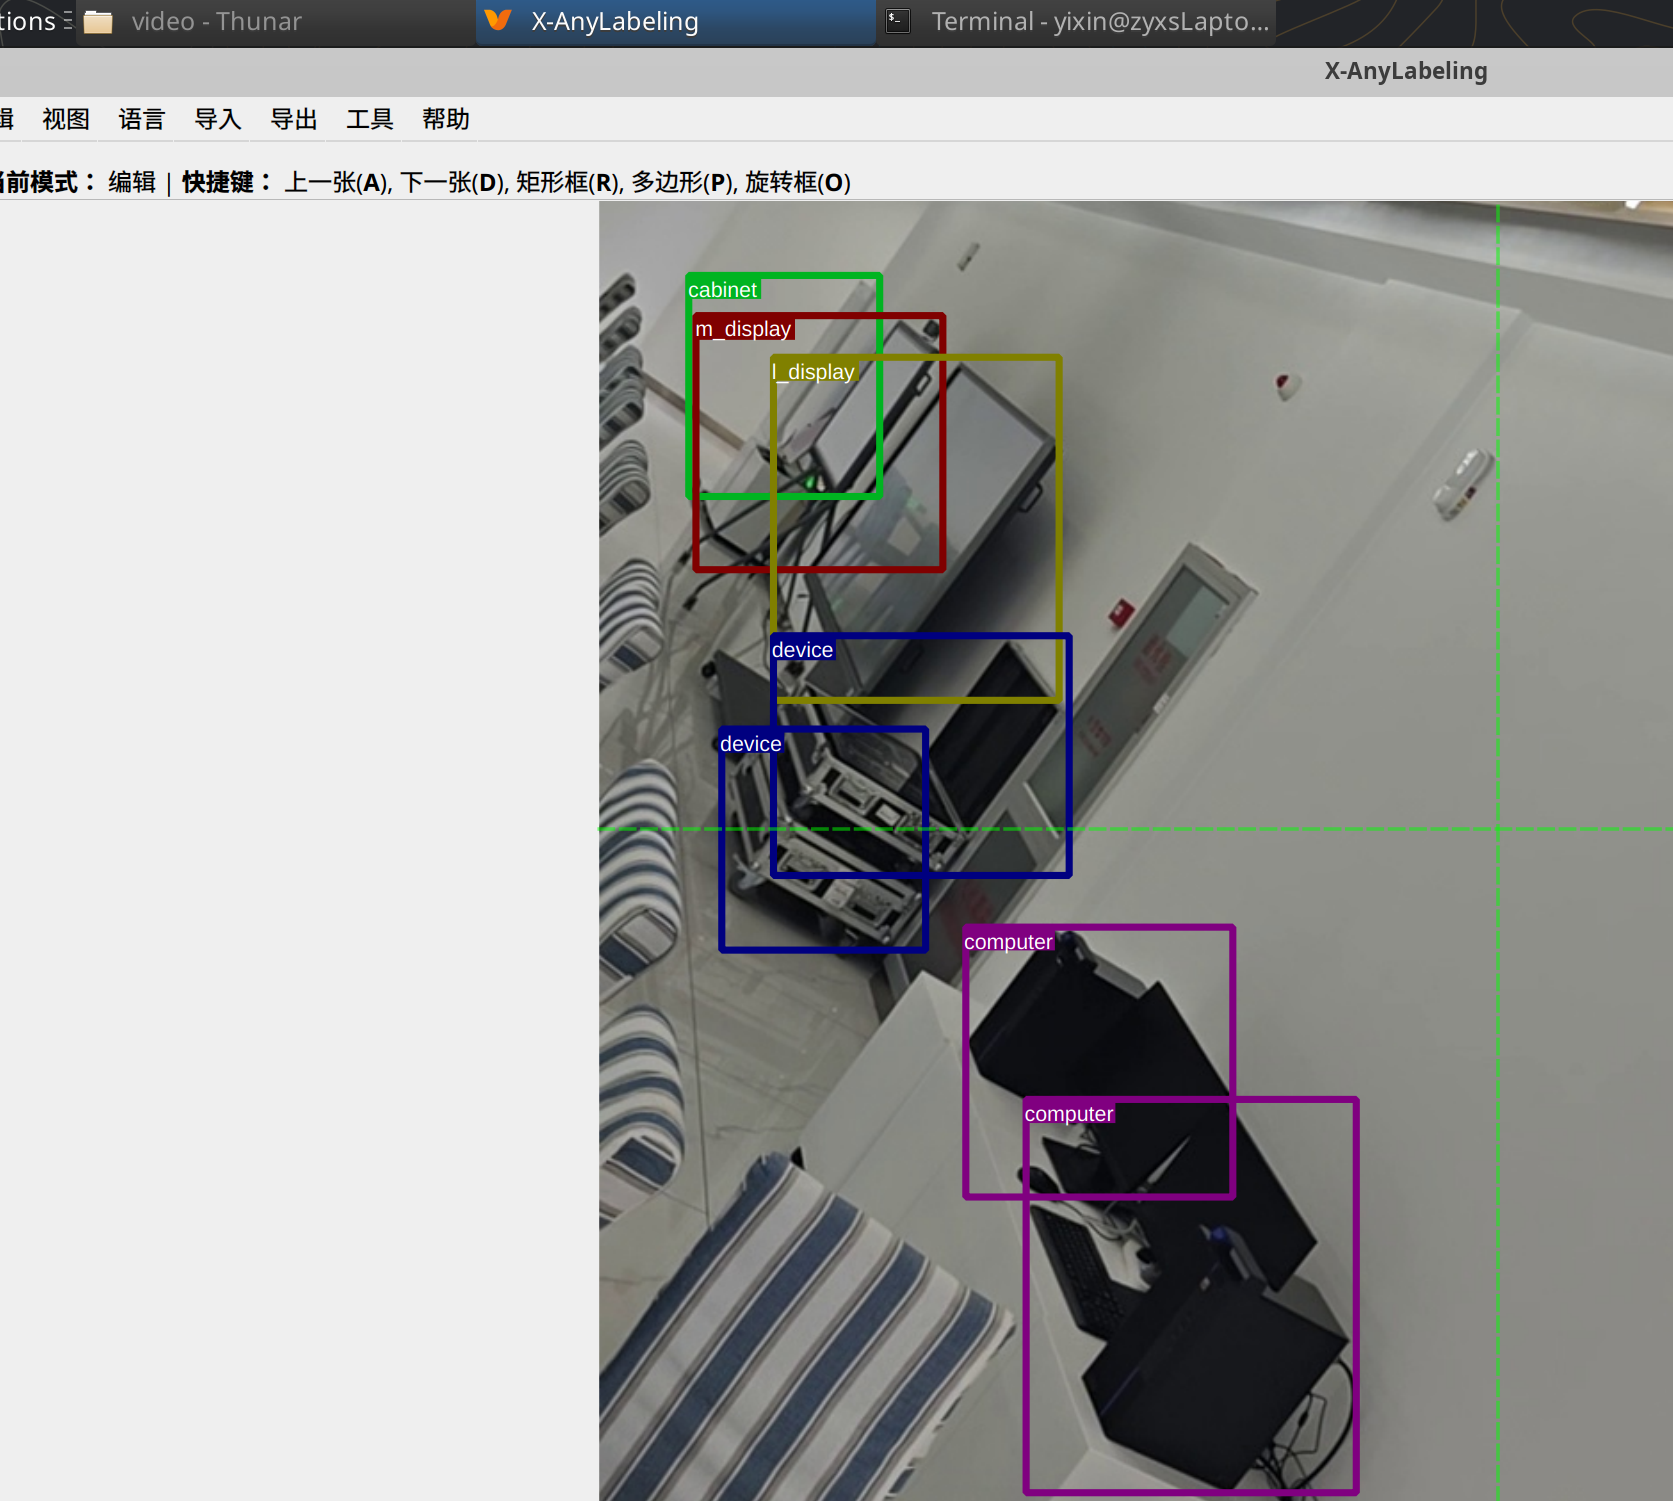 tions
video - Thunar
X-AnyLabeling
Terminal - yixin@zyxsLapto...
X-AnyLabeling
辑 视图 语言 导入 导出 工具 帮助
当前模式： 编辑 | 快捷键： 上一张(A), 下一张(D), 矩形框(R), 多边形(P), 旋转框(O)
cabinet
m_display
l_display
device
device
computer
computer